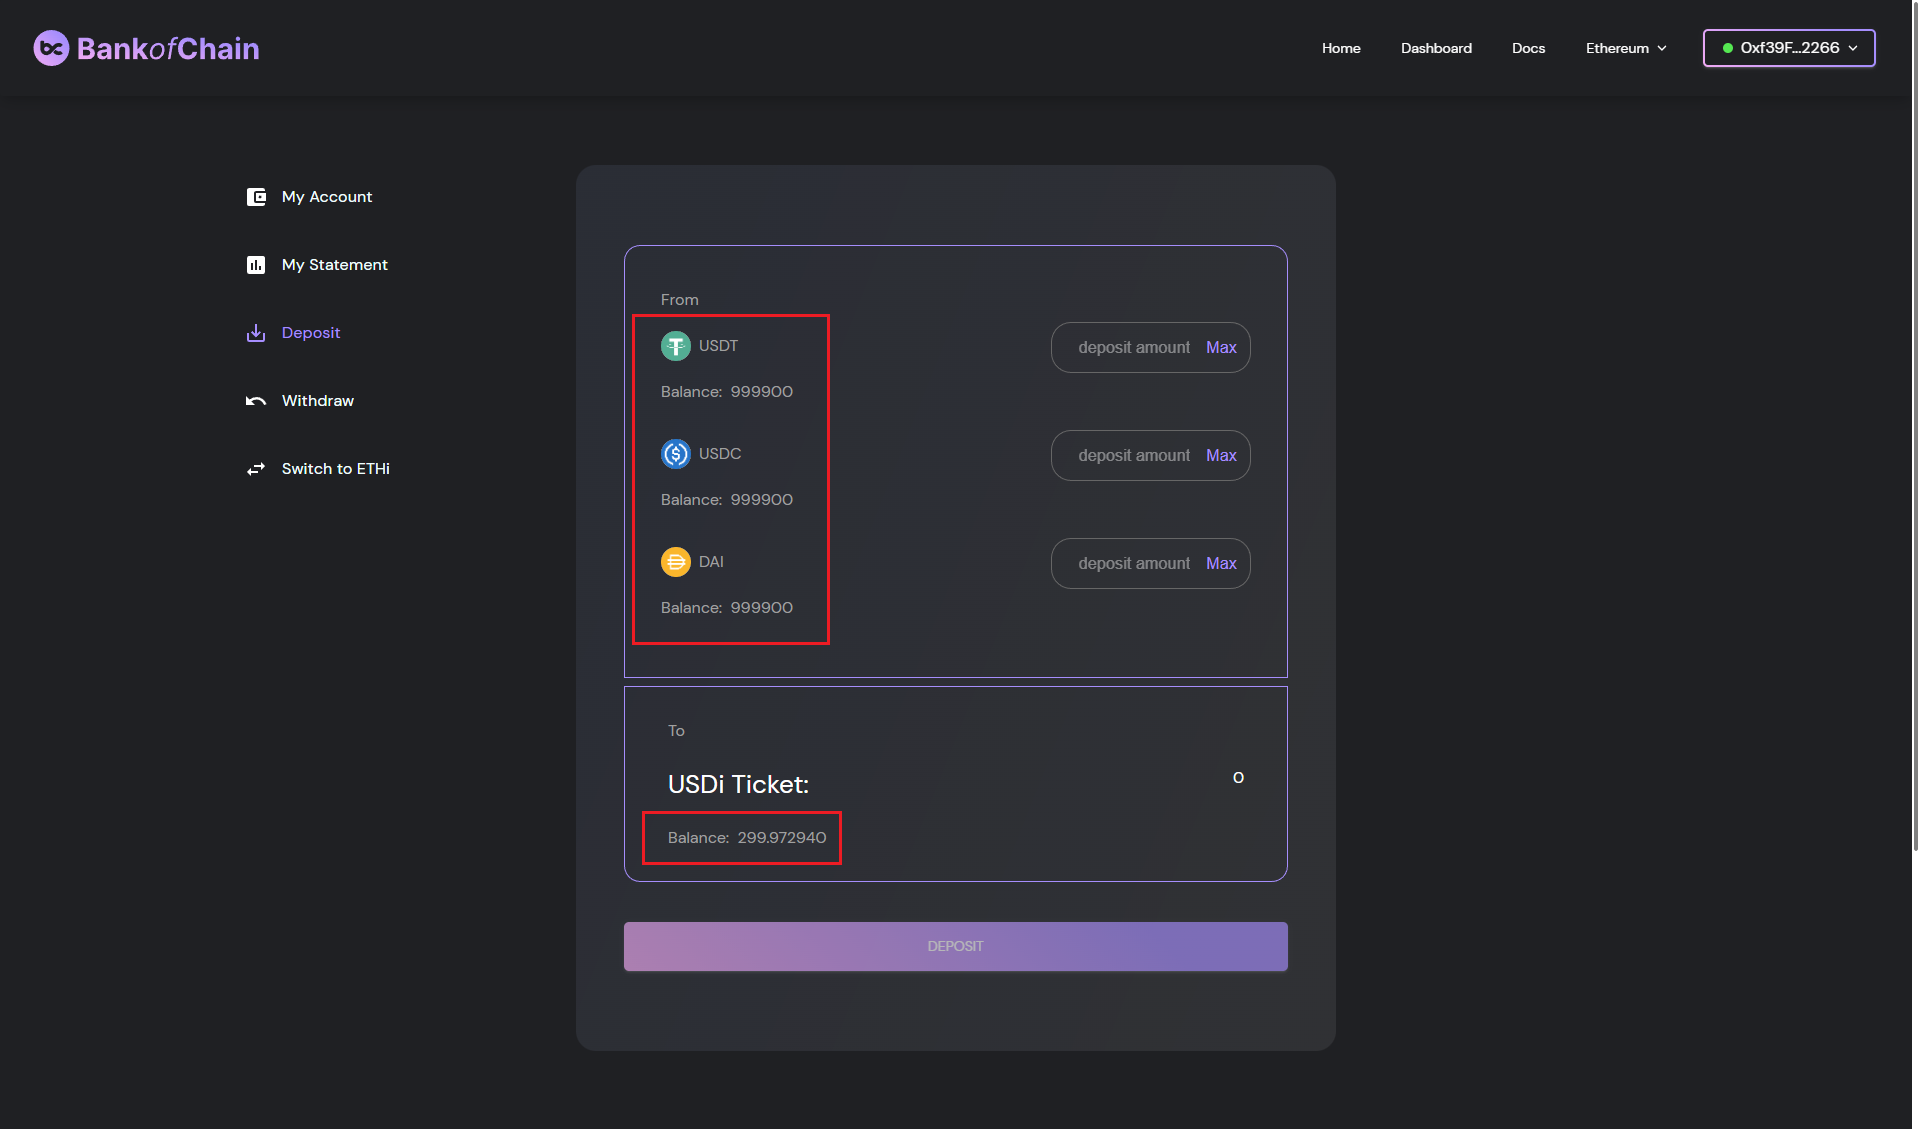 BankofChain
Home Dashboard Docs Ethereum 0xf39F...2266
My Account
My Statement
Deposit
Withdraw
Switch to ETHi
From
USDT
deposit amount Max
Balance: 999900
USDC
deposit amount Max
Balance: 999900
DAI
deposit amount Max
Balance: 999900
To
USDi Ticket: 0
Balance: 299.972940
DEPOSIT